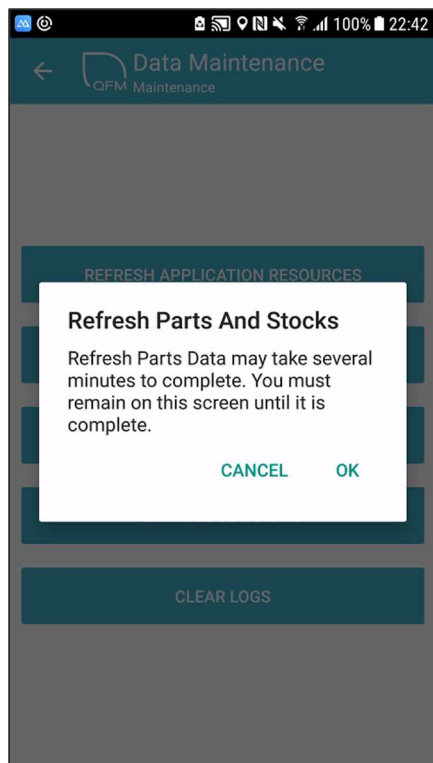 100% 22:42
QFM Data Maintenance
Maintenance
REFRESH APPLICATION RESOURCES
Refresh Parts And Stocks
Refresh Parts Data may take several
minutes to complete. You must
remain on this screen until it is
complete.
CANCEL OK
CLEAR LOGS